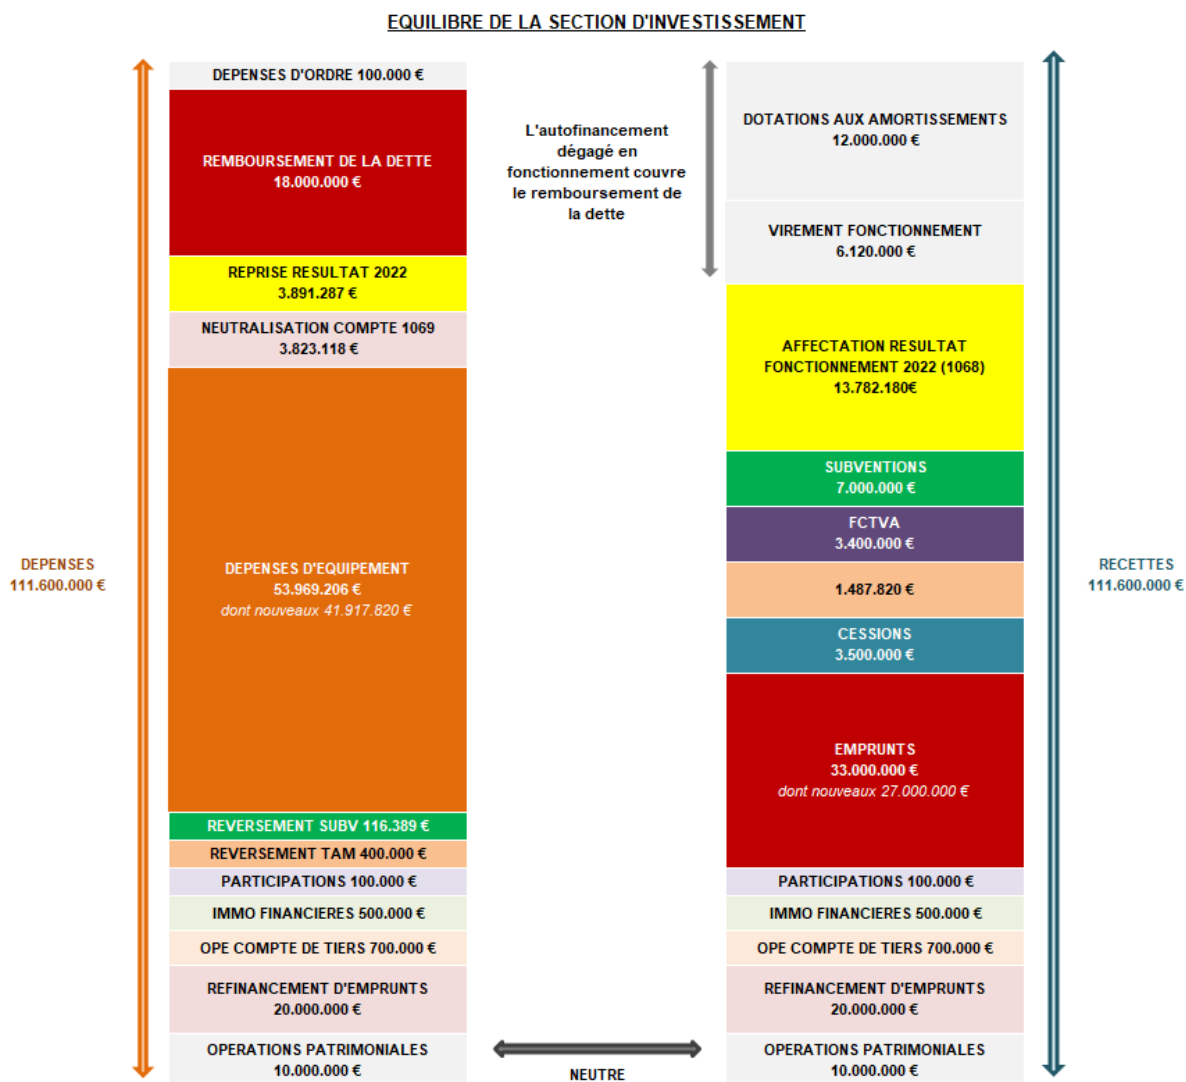 EQUILIBRE DE LA SECTION D'INVESTISSEMENT
DEPENSES
111.600.000 €
DEPENSES D'ORDRE 100.000 €
REMBOURSEMENT DE LA DETTE
18.000.000 €
REPRISE RESULTAT 2022
3.891.287 €
NEUTRALISATION COMPTE 1069
3.823.118 €
DEPENSES D'EQUIPEMENT
53.969.206 €
dont nouveaux 41.917.820 €
REVERSEMENT SUBV 116.389 €
REVERSEMENT TAM 400.000 €
PARTICIPATIONS 100.000 €
IMMO FINANCIERES 500.000 €
OPE COMPTE DE TIERS 700.000 €
REFINANCEMENT D'EMPRUNTS
20.000.000 €
OPERATIONS PATRIMONIALES
10.000.000 €
L'autofinancement
dégagé en
fonctionnement couvre
le remboursement de
la dette
NEUTRE
DOTATIONS AUX AMORTISSEMENTS
12.000.000 €
VIREMENT FONCTIONNEMENT
6.120.000 €
AFFECTATION RESULTAT
FONCTIONNEMENT 2022 (1068)
13.782.180€
SUBVENTIONS
7.000.000 €
FCTVA
3.400.000 €
1.487.820 €
CESSIONS
3.500.000 €
EMPRUNTS
33.000.000 €
dont nouveaux 27.000.000 €
PARTICIPATIONS 100.000 €
IMMO FINANCIERES 500.000 €
OPE COMPTE DE TIERS 700.000 €
REFINANCEMENT D'EMPRUNTS
20.000.000 €
OPERATIONS PATRIMONIALES
10.000.000 €
RECETTES
111.600.000 €